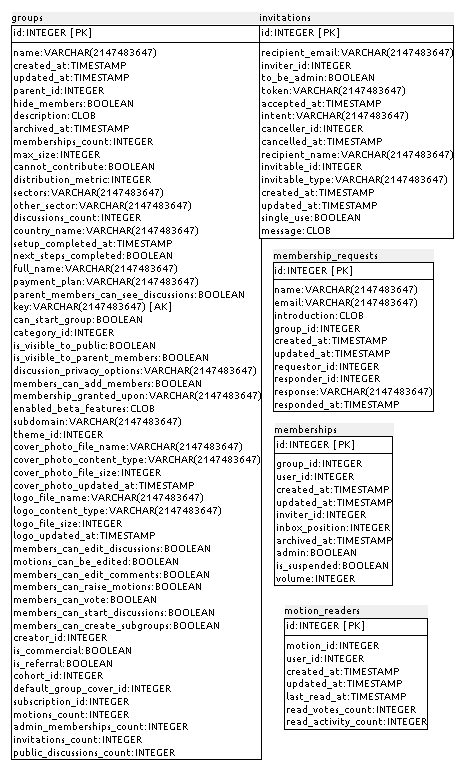 groups
id:INTEGER [PK]
name:VARCHAR(2147483647)
created_at:TIMESTAMP
updated_at:TIMESTAMP
parent_id:INTEGER
hide_members:BOOLEAN
description:CLOB
archived_at:TIMESTAMP
memberships_count:INTEGER
max_size:INTEGER
cannot_contribute:BOOLEAN
distribution_metric:INTEGER
sectors:VARCHAR(2147483647)
other_sector:VARCHAR(2147483647)
discussions_count:INTEGER
country_name:VARCHAR(2147483647)
setup_completed_at:TIMESTAMP
next_steps_completed:BOOLEAN
full_name:VARCHAR(2147483647)
payment_plan:VARCHAR(2147483647)
parent_members_can_see_discussions:BOOLEAN
key:VARCHAR(2147483647) [AK]
can_start_group:BOOLEAN
category_id:INTEGER
is_visible_to_public:BOOLEAN
is_visible_to_parent_members:BOOLEAN
discussion_privacy_options:VARCHAR(2147483647)
members_can_add_members:BOOLEAN
membership_granted_upon:VARCHAR(2147483647)
enabled_beta_features:CLOB
subdomain:VARCHAR(2147483647)
theme_id:INTEGER
cover_photo_file_name:VARCHAR(2147483647)
cover_photo_content_type:VARCHAR(2147483647)
cover_photo_file_size:INTEGER
cover_photo_updated_at:TIMESTAMP
logo_file_name:VARCHAR(2147483647)
logo_content_type:VARCHAR(2147483647)
logo_file_size:INTEGER
logo_updated_at:TIMESTAMP
members_can_edit_discussions:BOOLEAN
motions_can_be_edited:BOOLEAN
members_can_edit_comments:BOOLEAN
members_can_raise_motions:BOOLEAN
members_can_vote:BOOLEAN
members_can_start_discussions:BOOLEAN
members_can_create_subgroups:BOOLEAN
creator_id:INTEGER
is_commercial:BOOLEAN
is_referral:BOOLEAN
cohort_id:INTEGER
default_group_cover_id:INTEGER
subscription_id:INTEGER
motions_count:INTEGER
admin_memberships_count:INTEGER
invitations_count:INTEGER
public_discussions_count:INTEGER
invitations
id:INTEGER [PK]
recipient_email:VARCHAR(2147483647)
inviter_id:INTEGER
to_be_admin:BOOLEAN
token:VARCHAR(2147483647)
accepted_at:TIMESTAMP
intent:VARCHAR(2147483647)
canceller_id:INTEGER
cancelled_at:TIMESTAMP
recipient_name:VARCHAR(2147483647)
invitable_id:INTEGER
invitable_type:VARCHAR(2147483647)
created_at:TIMESTAMP
updated_at:TIMESTAMP
single_use:BOOLEAN
message:CLOB
membership_requests
id:INTEGER [PK]
name:VARCHAR(2147483647)
email:VARCHAR(2147483647)
introduction:CLOB
group_id:INTEGER
created_at:TIMESTAMP
updated_at:TIMESTAMP
requestor_id:INTEGER
responder_id:INTEGER
response:VARCHAR(2147483647)
responded_at:TIMESTAMP
memberships
id:INTEGER [PK]
group_id:INTEGER
user_id:INTEGER
created_at:TIMESTAMP
updated_at:TIMESTAMP
inviter_id:INTEGER
inbox_position:INTEGER
archived_at:TIMESTAMP
admin:BOOLEAN
is_suspended:BOOLEAN
volume:INTEGER
motion_readers
id:INTEGER [PK]
motion_id:INTEGER
user_id:INTEGER
created_at:TIMESTAMP
updated_at:TIMESTAMP
last_read_at:TIMESTAMP
read_votes_count:INTEGER
read_activity_count:INTEGER